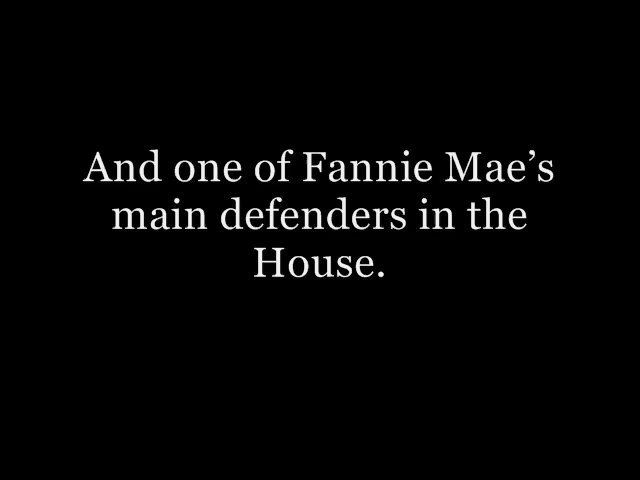 And one of Fannie Mae’s
main defenders in the
House.